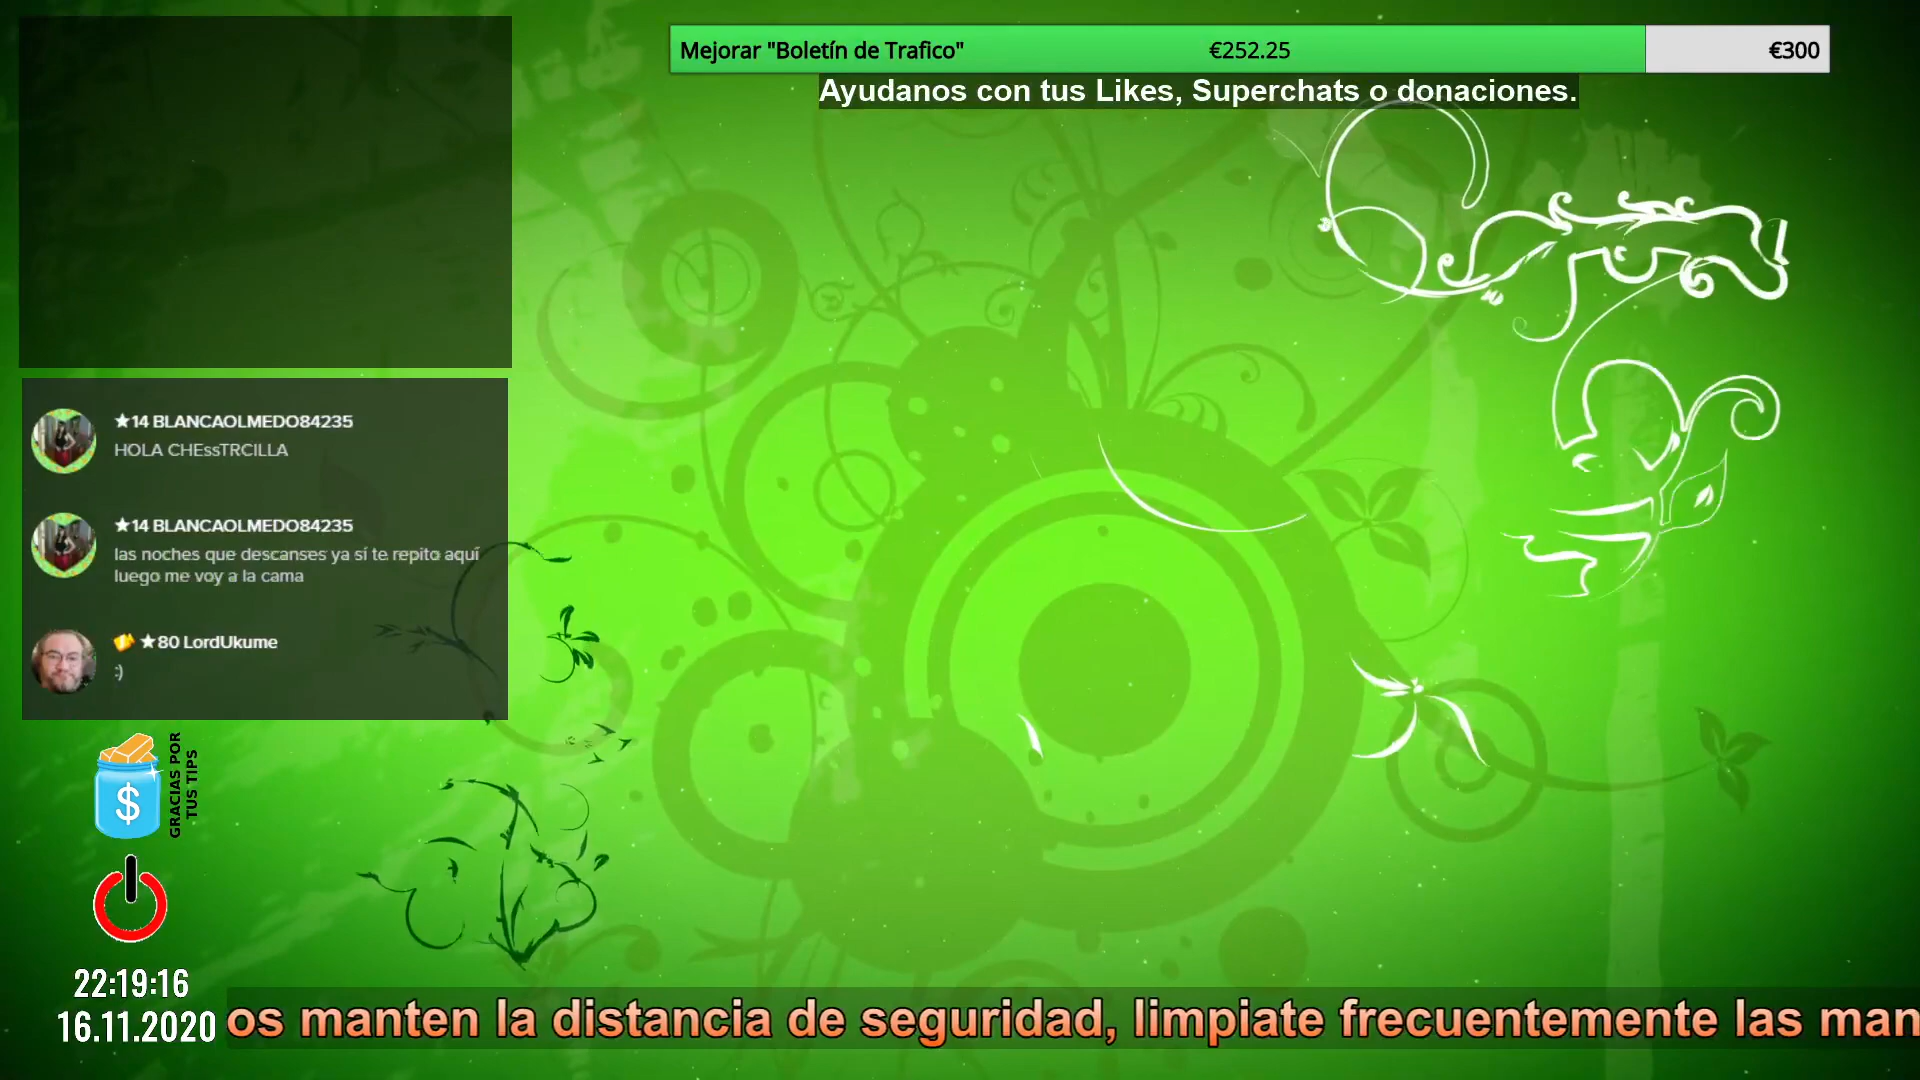 Mejorar "Boletín de Trafico" €252.25 €300
Ayudanos con tus Likes, Superchats o donaciones.
★14 BLANCAOLMEDO84235
HOLA CHEssTRCILLA
★14 BLANCAOLMEDO84235
las noches que descanses ya sí te repito aquí
luego me voy a la cama
★80 LordUkume
:)
$
GRACIAS POR
TUS TIPS
22:19:16
16.11.2020
os manten la distancia de seguridad, limpiate frecuentemente las man